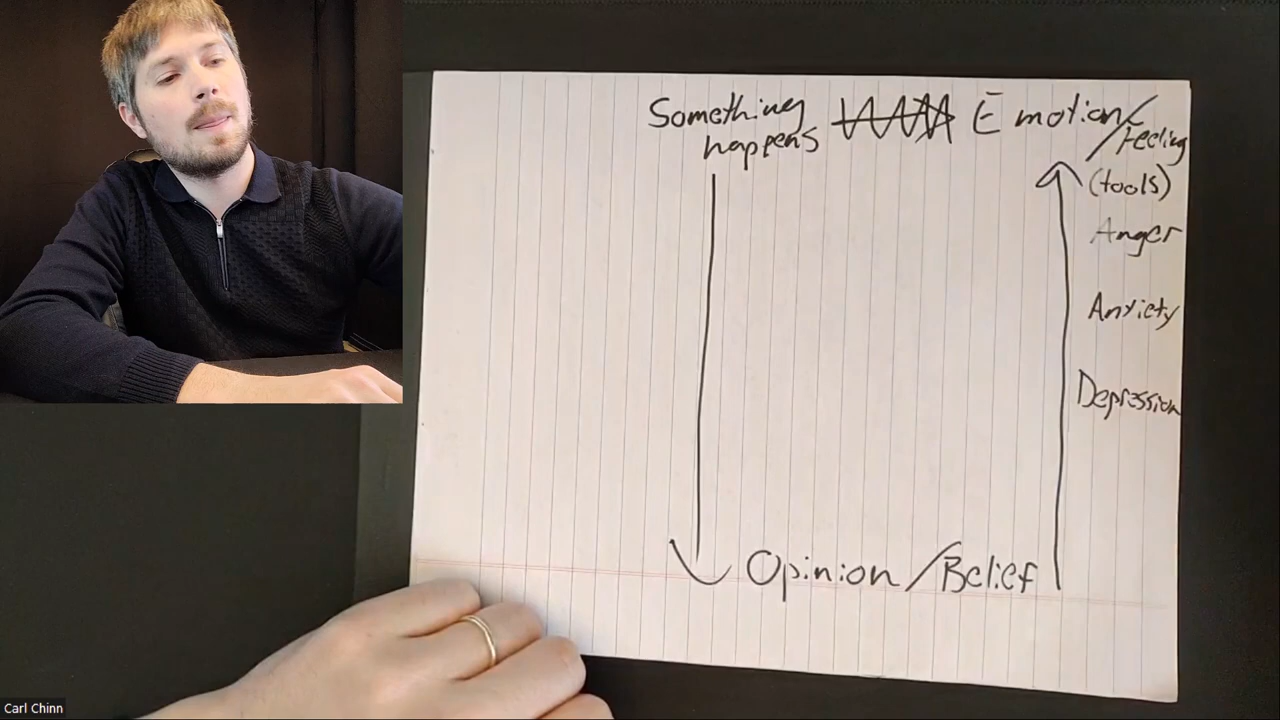 Something
happens
Emotion/
Feeling
(tools)
Anger
Anxiety
Depression
Opinion/Belief
Carl Chinn